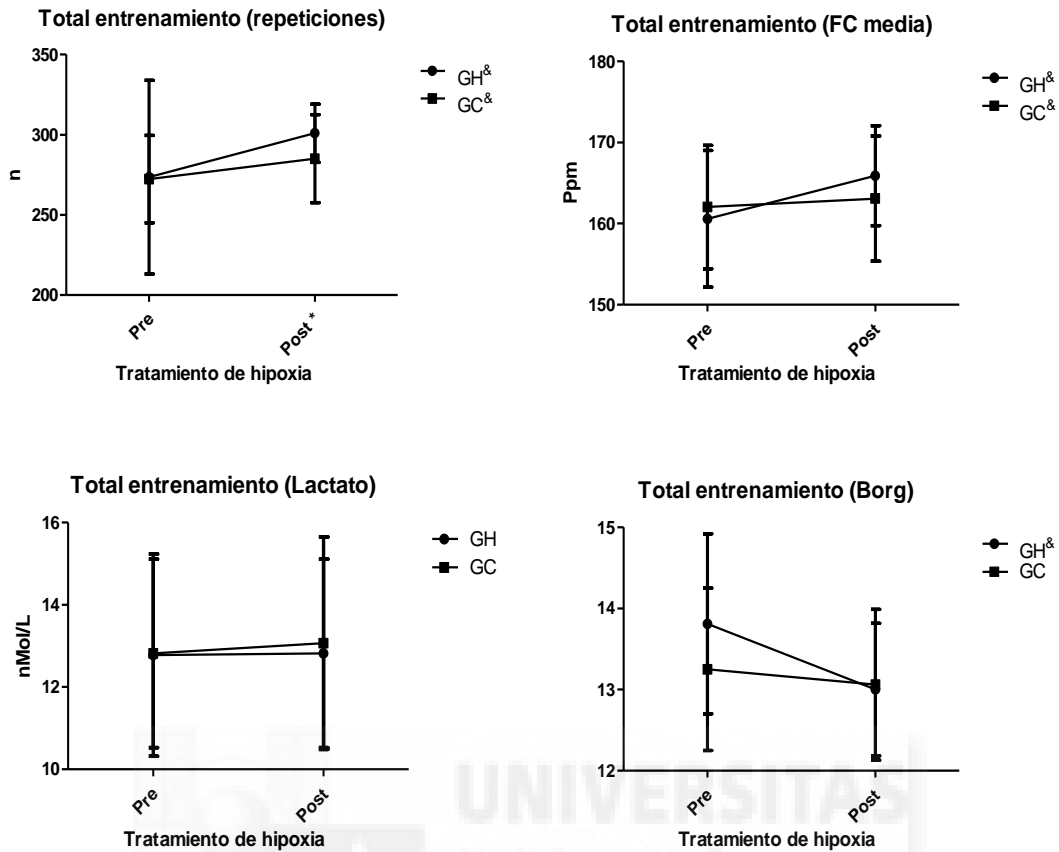 Total entrenamiento (repeticiones)
350
300
250
200
n
GH&
GC&
Pre
Post *
Tratamiento de hipoxia
Total entrenamiento (FC media)
180
170
160
150
Ppm
GH&
GC&
Pre
Post
Tratamiento de hipoxia
Total entrenamiento (Lactato)
16
14
12
10
nMol/L
GH
GC
Pre
Post
Tratamiento de hipoxia
Total entrenamiento (Borg)
15
14
13
12
GH&
GC
Pre
Post
Tratamiento de hipoxia
UNIVERSITAS